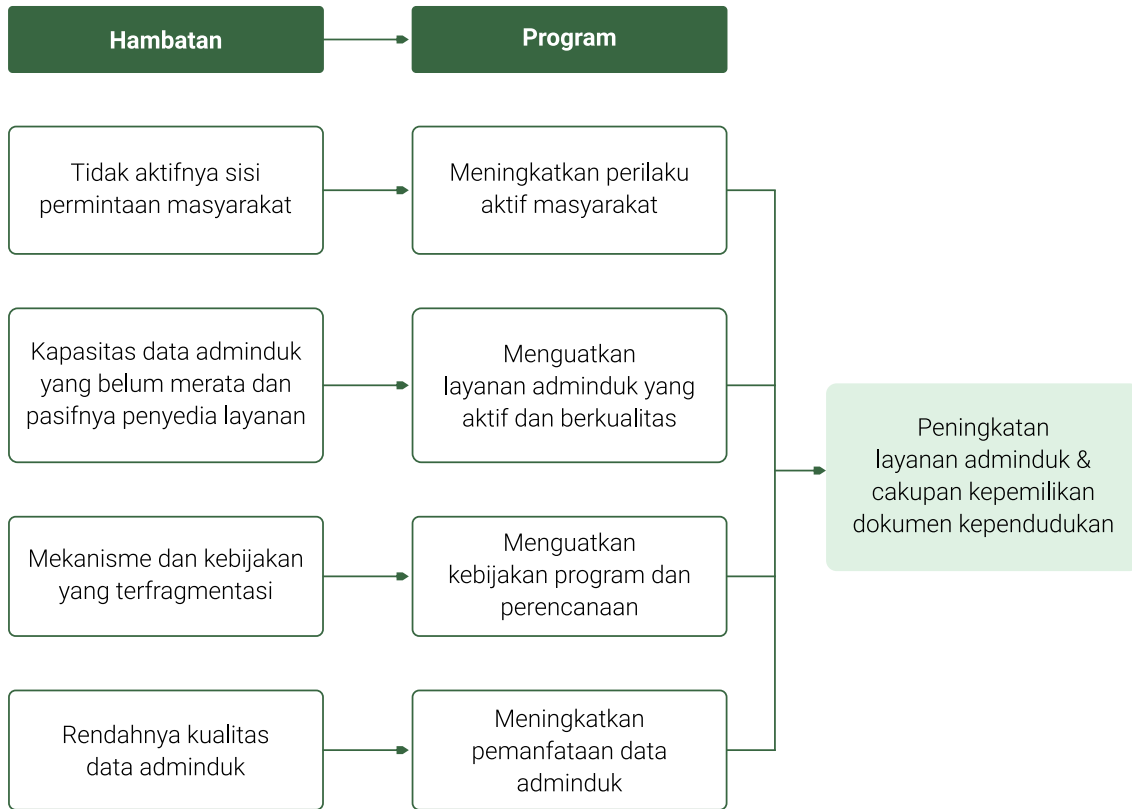 Hambatan
Program
Tidak aktifnya sisi
permintaan masyarakat
Meningkatkan perilaku
aktif masyarakat
Kapasitas data adminduk
yang belum merata dan
pasifnya penyedia layanan
Menguatkan
layanan adminduk yang
aktif dan berkualitas
Mekanisme dan kebijakan
yang terfragmentasi
Menguatkan
kebijakan program dan
perencanaan
Rendahnya kualitas
data adminduk
Meningkatkan
pemanfataan data
adminduk
Peningkatan
layanan adminduk &
cakupan kepemilikan
dokumen kependudukan